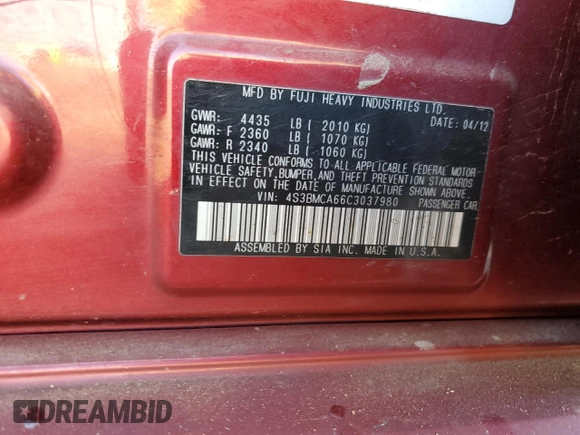 MFD BY FUJI HEAVY INDUSTRIES LTD.
GVWR: 4435 LB ( 2010 KG) DATE: 04/12
GAWR: F 2360 LB ( 1070 KG)
GAWR: R 2340 LB ( 1060 KG)
THIS VEHICLE CONFORMS TO ALL APPLICABLE FEDERAL MOTOR
VEHICLE SAFETY, BUMPER, AND THEFT PREVENTION STANDARDS
IN EFFECT ON THE DATE OF MANUFACTURE SHOWN ABOVE.
VIN: 4S3BMCA66C3037980 PASSENGER CAR
ASSEMBLED BY SIA INC. MADE IN U.S.A.
DREAMBID